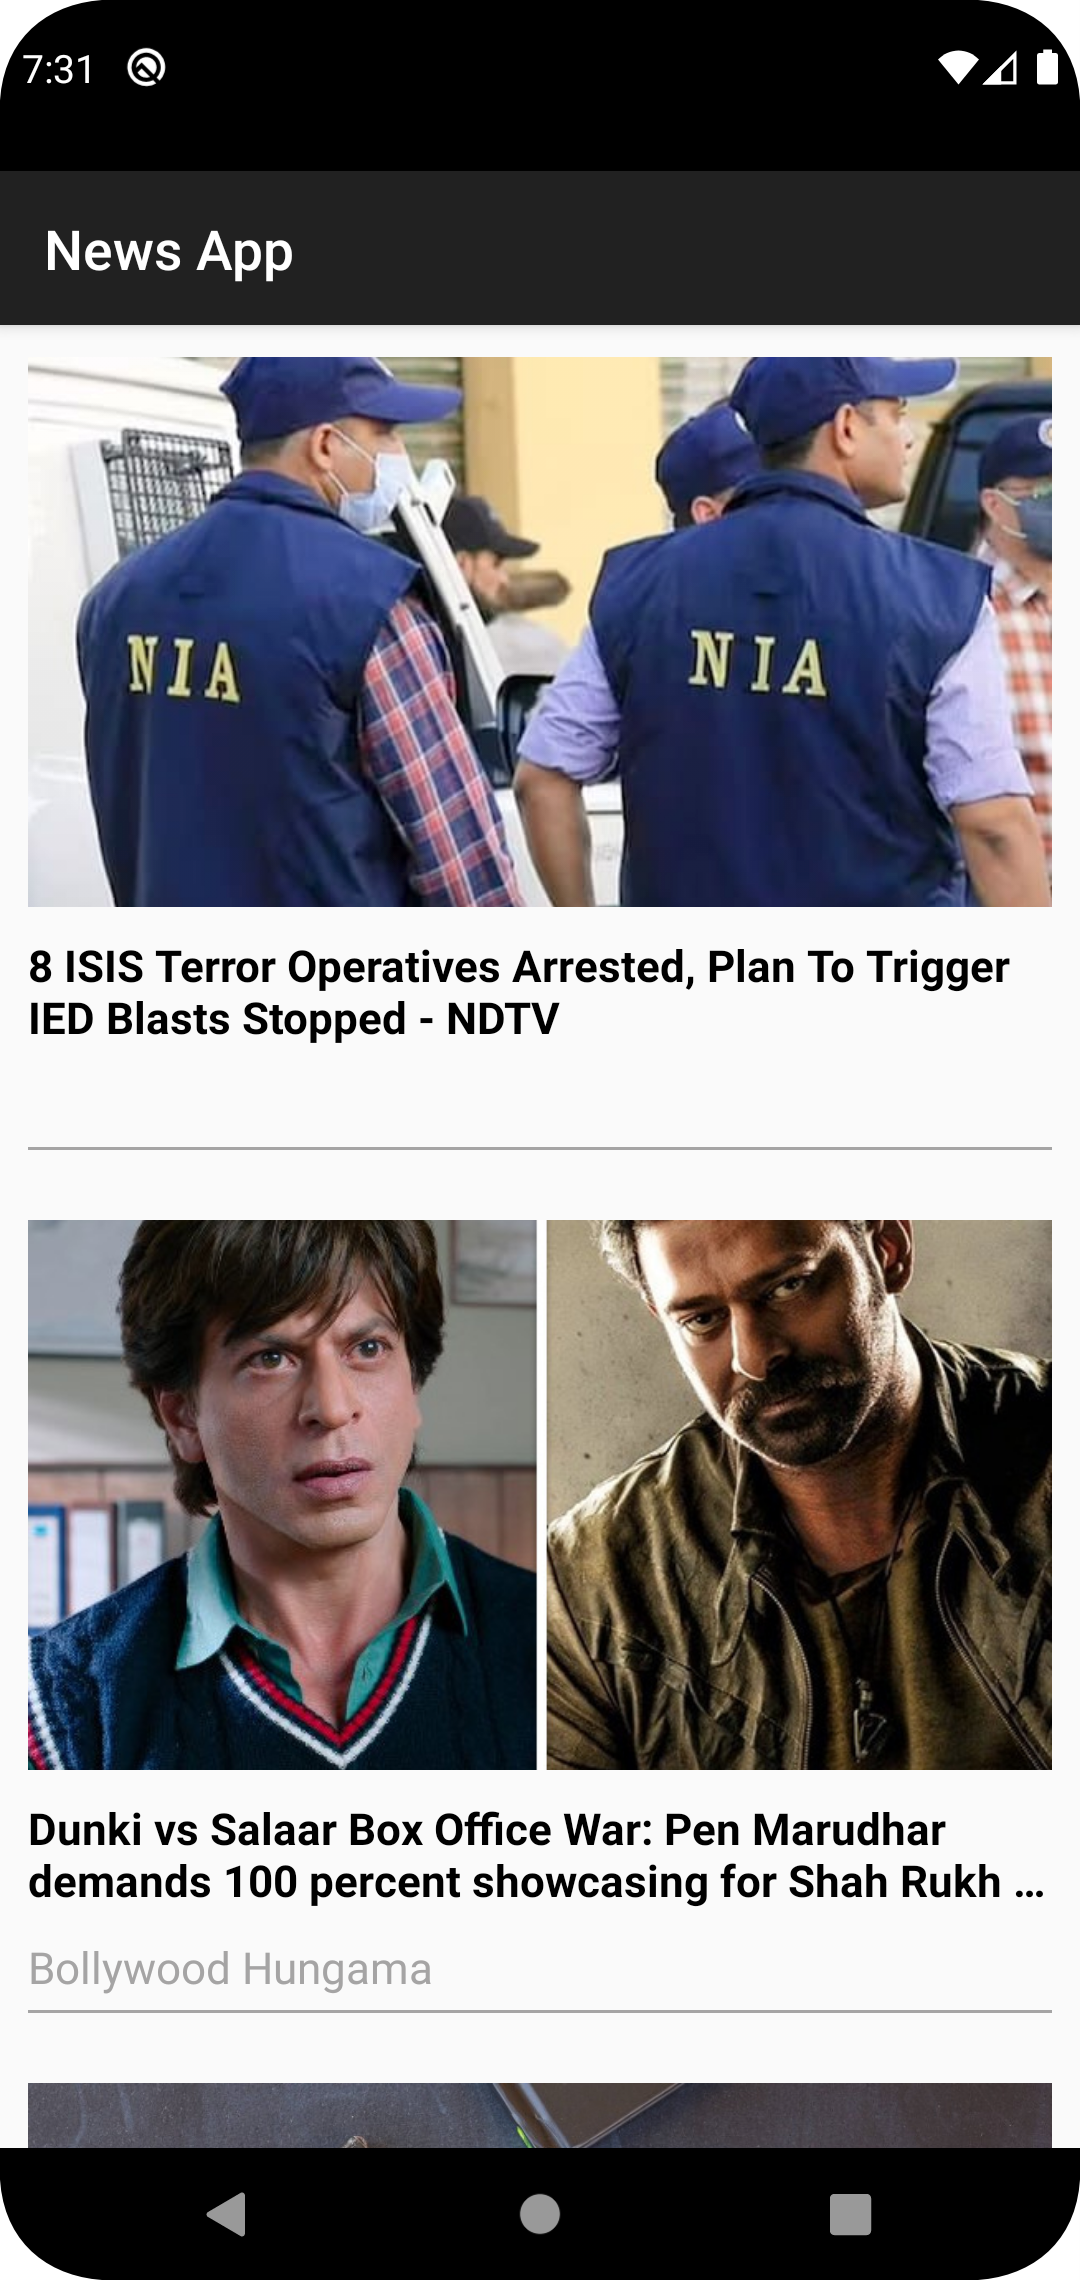 7:31
News App
NIA
NIA
8 ISIS Terror Operatives Arrested, Plan To Trigger
IED Blasts Stopped - NDTV
Dunki vs Salaar Box Office War: Pen Marudhar
demands 100 percent showcasing for Shah Rukh ...
Bollywood Hungama